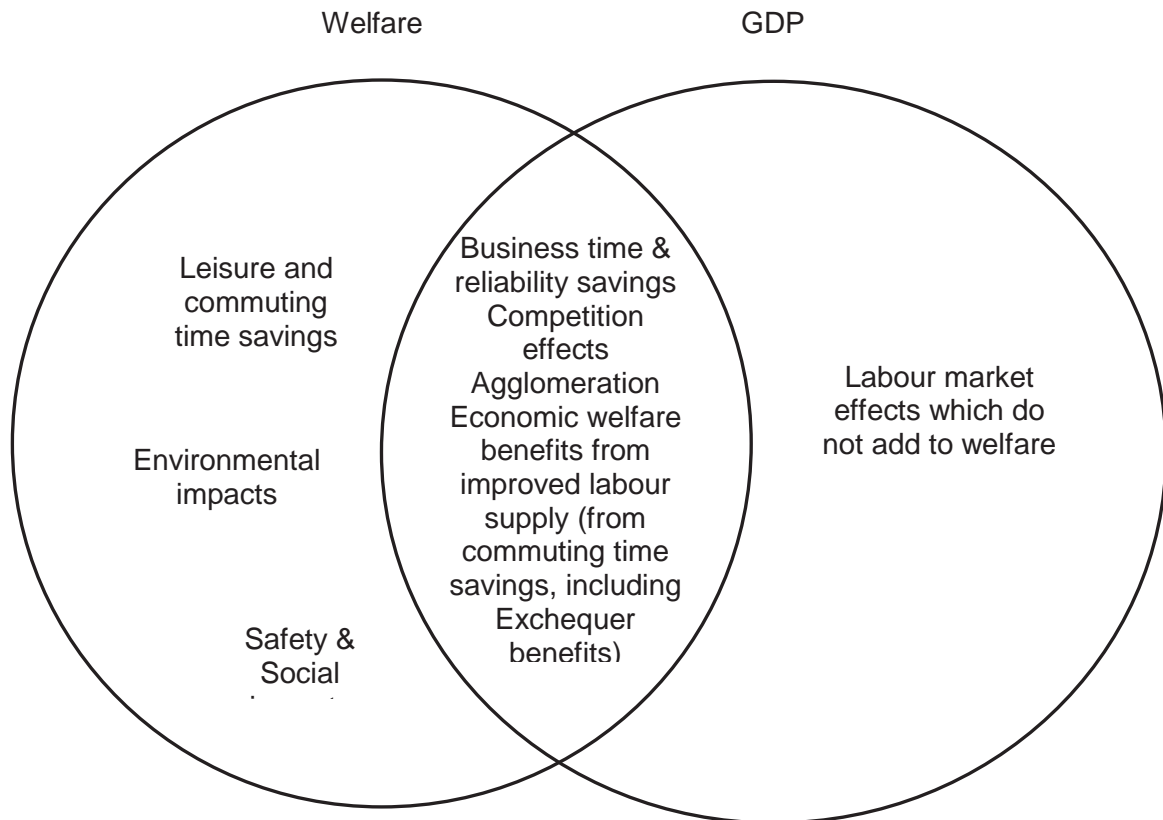 Welfare
GDP
Leisure and
commuting
time savings
Environmental
impacts
Safety &
Social
Business time &
reliability savings
Competition
effects
Agglomeration
Economic welfare
benefits from
improved labour
supply (from
commuting time
savings, including
Exchequer
benefits)
Labour market
effects which do
not add to welfare